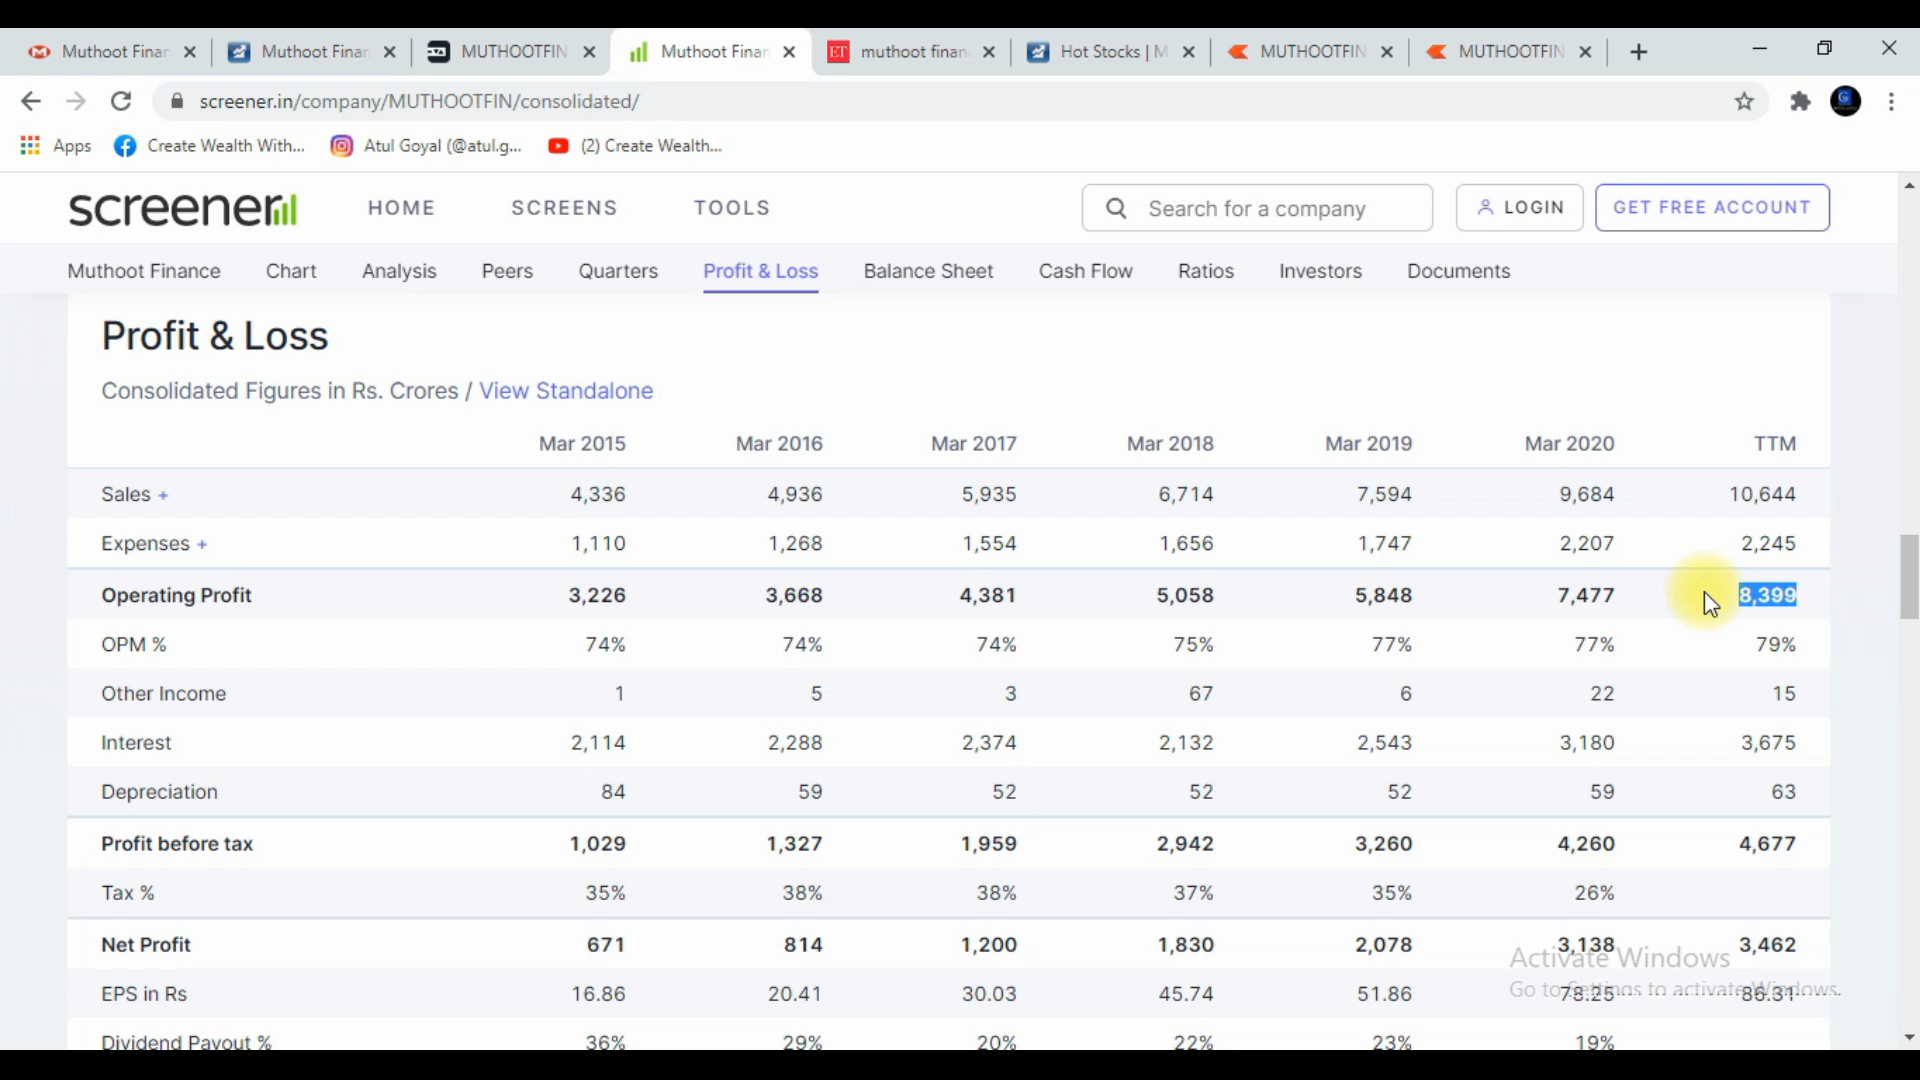 Muthoot Finan
Muthoot Finan
MUTHOOTFIN
Muthoot Finan
ET muthoot finan
Hot Stocks | M
MUTHOOTFIN
MUTHOOTFIN
screener.in/company/MUTHOOTFIN/consolidated/
Apps Create Wealth With... Atul Goyal (@atul.g... (2) Create Wealth...
screener HOME SCREENS TOOLS Search for a company LOGIN GET FREE ACCOUNT
Muthoot Finance Chart Analysis Peers Quarters Profit & Loss Balance Sheet Cash Flow Ratios Investors Documents
Profit & Loss
Consolidated Figures in Rs. Crores / View Standalone
Mar 2015 Mar 2016 Mar 2017 Mar 2018 Mar 2019 Mar 2020 TTM
Sales + 4,336 4,936 5,935 6,714 7,594 9,684 10,644
Expenses + 1,110 1,268 1,554 1,656 1,747 2,207 2,245
Operating Profit 3,226 3,668 4,381 5,058 5,848 7,477 8,399
OPM % 74% 74% 74% 75% 77% 77% 79%
Other Income 1 5 3 67 6 22 15
Interest 2,114 2,288 2,374 2,132 2,543 3,180 3,675
Depreciation 84 59 52 52 52 59 63
Profit before tax 1,029 1,327 1,959 2,942 3,260 4,260 4,677
Tax % 35% 38% 38% 37% 35% 26%
Net Profit 671 814 1,200 1,830 2,078 3,138 3,462
Activate Windows
EPS in Rs 16.86 20.41 30.03 45.74 51.86 78.25 86.31
Go to Settings to activate Windows.
Dividend Payout % 36% 29% 20% 22% 23% 19%